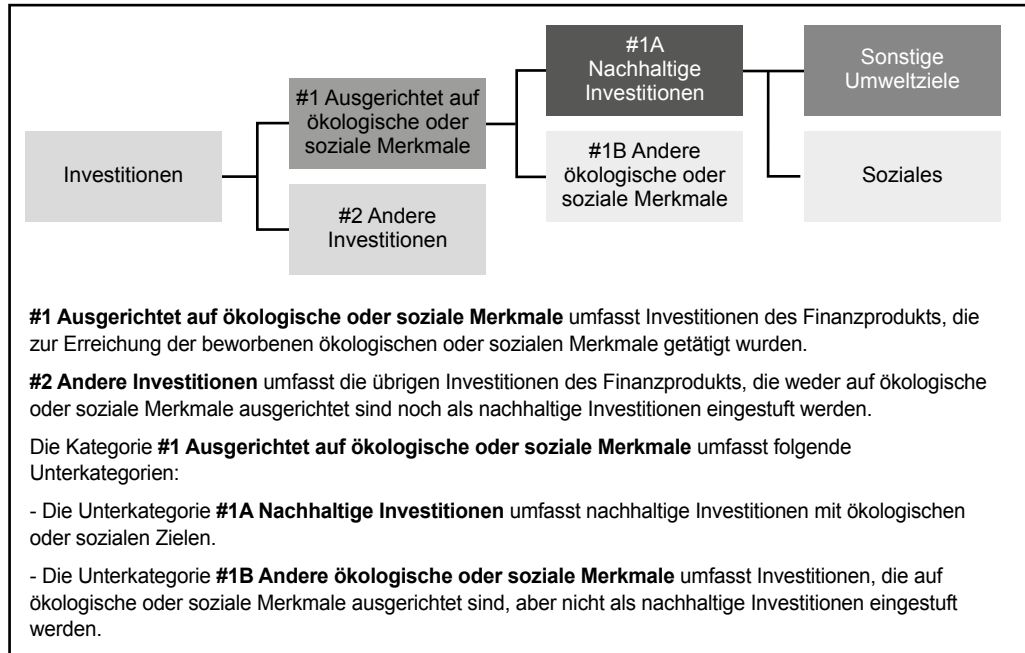 Investitionen
#1 Ausgerichtet auf
ökologische oder
soziale Merkmale
#2 Andere
Investitionen
#1A
Nachhaltige
Investitionen
#1B Andere
ökologische oder
soziale Merkmale
Sonstige
Umweltziele
Soziales
#1 Ausgerichtet auf ökologische oder soziale Merkmale umfasst Investitionen des Finanzprodukts, die
zur Erreichung der beworbenen ökologischen oder sozialen Merkmale getätigt wurden.
#2 Andere Investitionen umfasst die übrigen Investitionen des Finanzprodukts, die weder auf ökologische
oder soziale Merkmale ausgerichtet sind noch als nachhaltige Investitionen eingestuft werden.
Die Kategorie #1 Ausgerichtet auf ökologische oder soziale Merkmale umfasst folgende
Unterkategorien:
- Die Unterkategorie #1A Nachhaltige Investitionen umfasst nachhaltige Investitionen mit ökologischen
oder sozialen Zielen.
- Die Unterkategorie #1B Andere ökologische oder soziale Merkmale umfasst Investitionen, die auf
ökologische oder soziale Merkmale ausgerichtet sind, aber nicht als nachhaltige Investitionen eingestuft
werden.